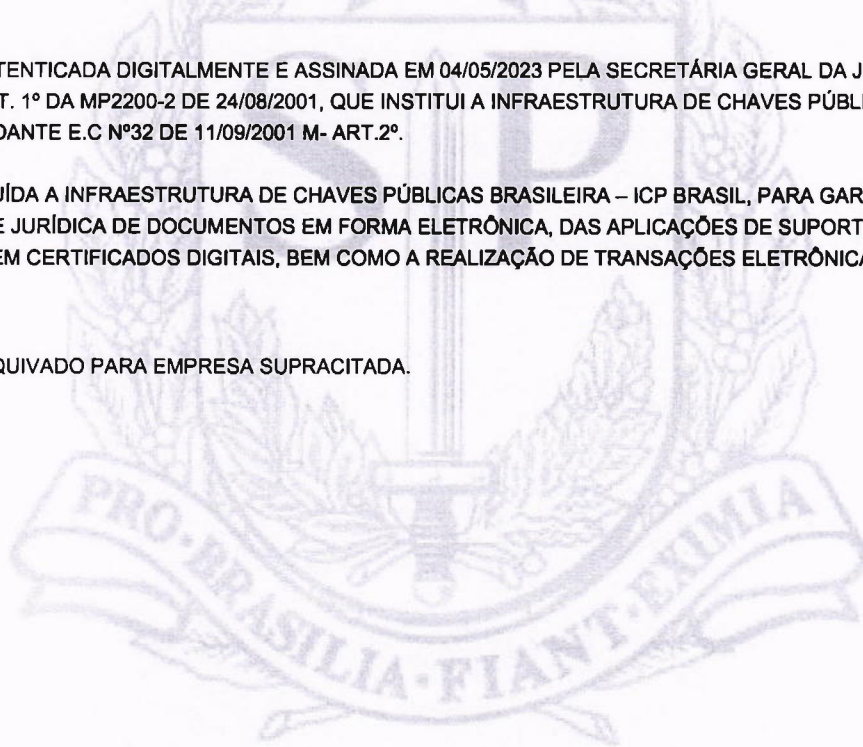 TENTICADA DIGITALMENTE E ASSINADA EM 04/05/2023 PELA SECRETÁRIA GERAL DA J
T. 1º DA MP2200-2 DE 24/08/2001, QUE INSTITUI A INFRAESTRUTURA DE CHAVES PÚBLI
DANTE E.C Nº32 DE 11/09/2001 M- ART.2º.
UÍDA A INFRAESTRUTURA DE CHAVES PÚBLICAS BRASILEIRA – ICP BRASIL, PARA GAR
E JURÍDICA DE DOCUMENTOS EM FORMA ELETRÔNICA, DAS APLICAÇÕES DE SUPORT
EM CERTIFICADOS DIGITAIS, BEM COMO A REALIZAÇÃO DE TRANSAÇÕES ELETRÔNICA
QUIVADO PARA EMPRESA SUPRACITADA.
SP
PRO·BRASILIA·FIANT·EXIMIA